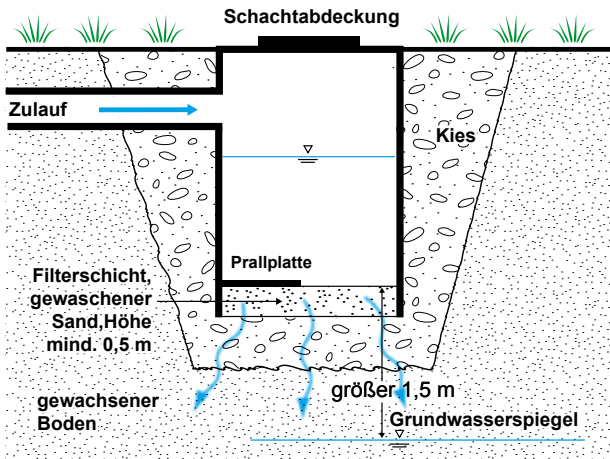 Schachtabdeckung
Zulauf
Kies
Prallplatte
Filterschicht,
gewaschener
Sand,Höhe
mind. 0,5 m
größer 1,5 m
gewachsener
Boden
Grundwasserspiegel